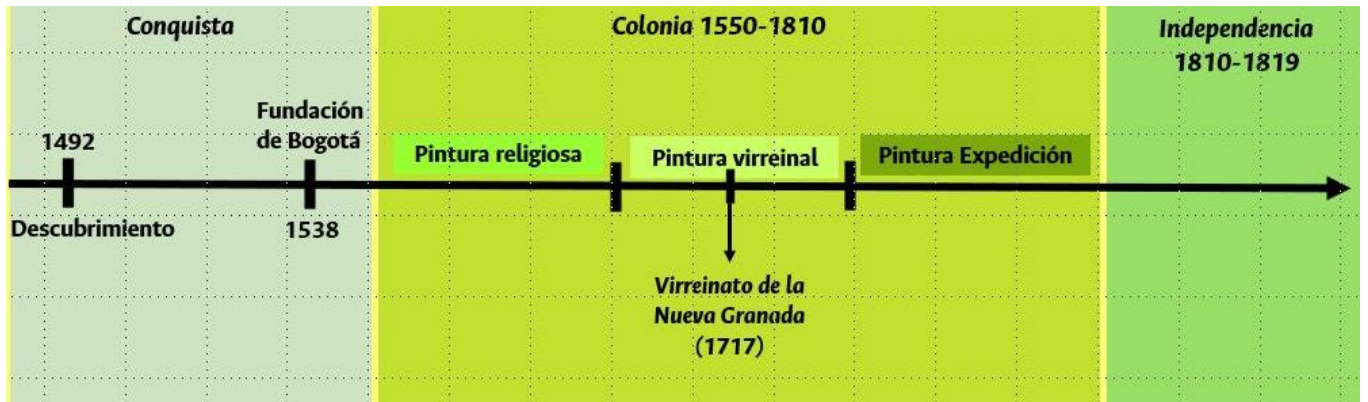 Conquista
Colonia 1550-1810
Independencia
1810-1819
1492
Fundación
de Bogotá
Descubrimiento
1538
Pintura religiosa
Pintura virreinal
Pintura Expedición
Virreinato de la
Nueva Granada
(1717)